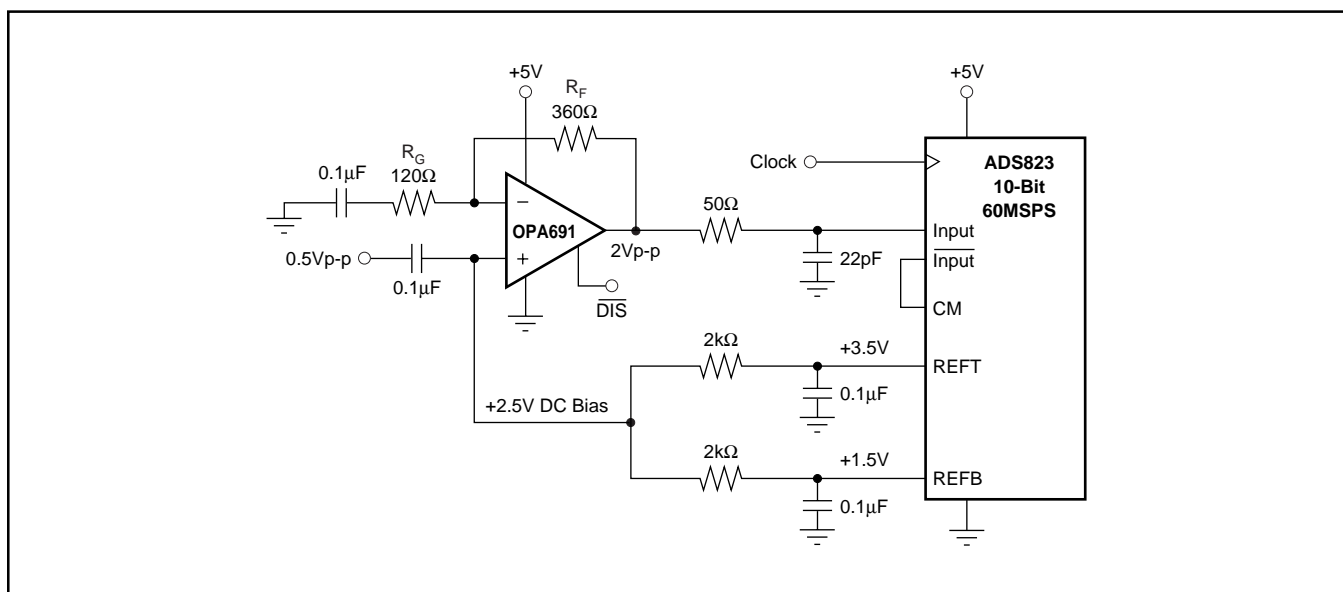 +5V
R_F
360Ω
+5V
0.1μF
R_G
120Ω
Clock
ADS823
10-Bit
60MSPS
−
OPA691
+
50Ω
2Vp-p
Input
I̅n̅p̅u̅t̅
22pF
0.5Vp-p
0.1μF
D̅I̅S̅
CM
2kΩ
+3.5V
REFT
0.1μF
+2.5V DC Bias
2kΩ
+1.5V
REFB
0.1μF